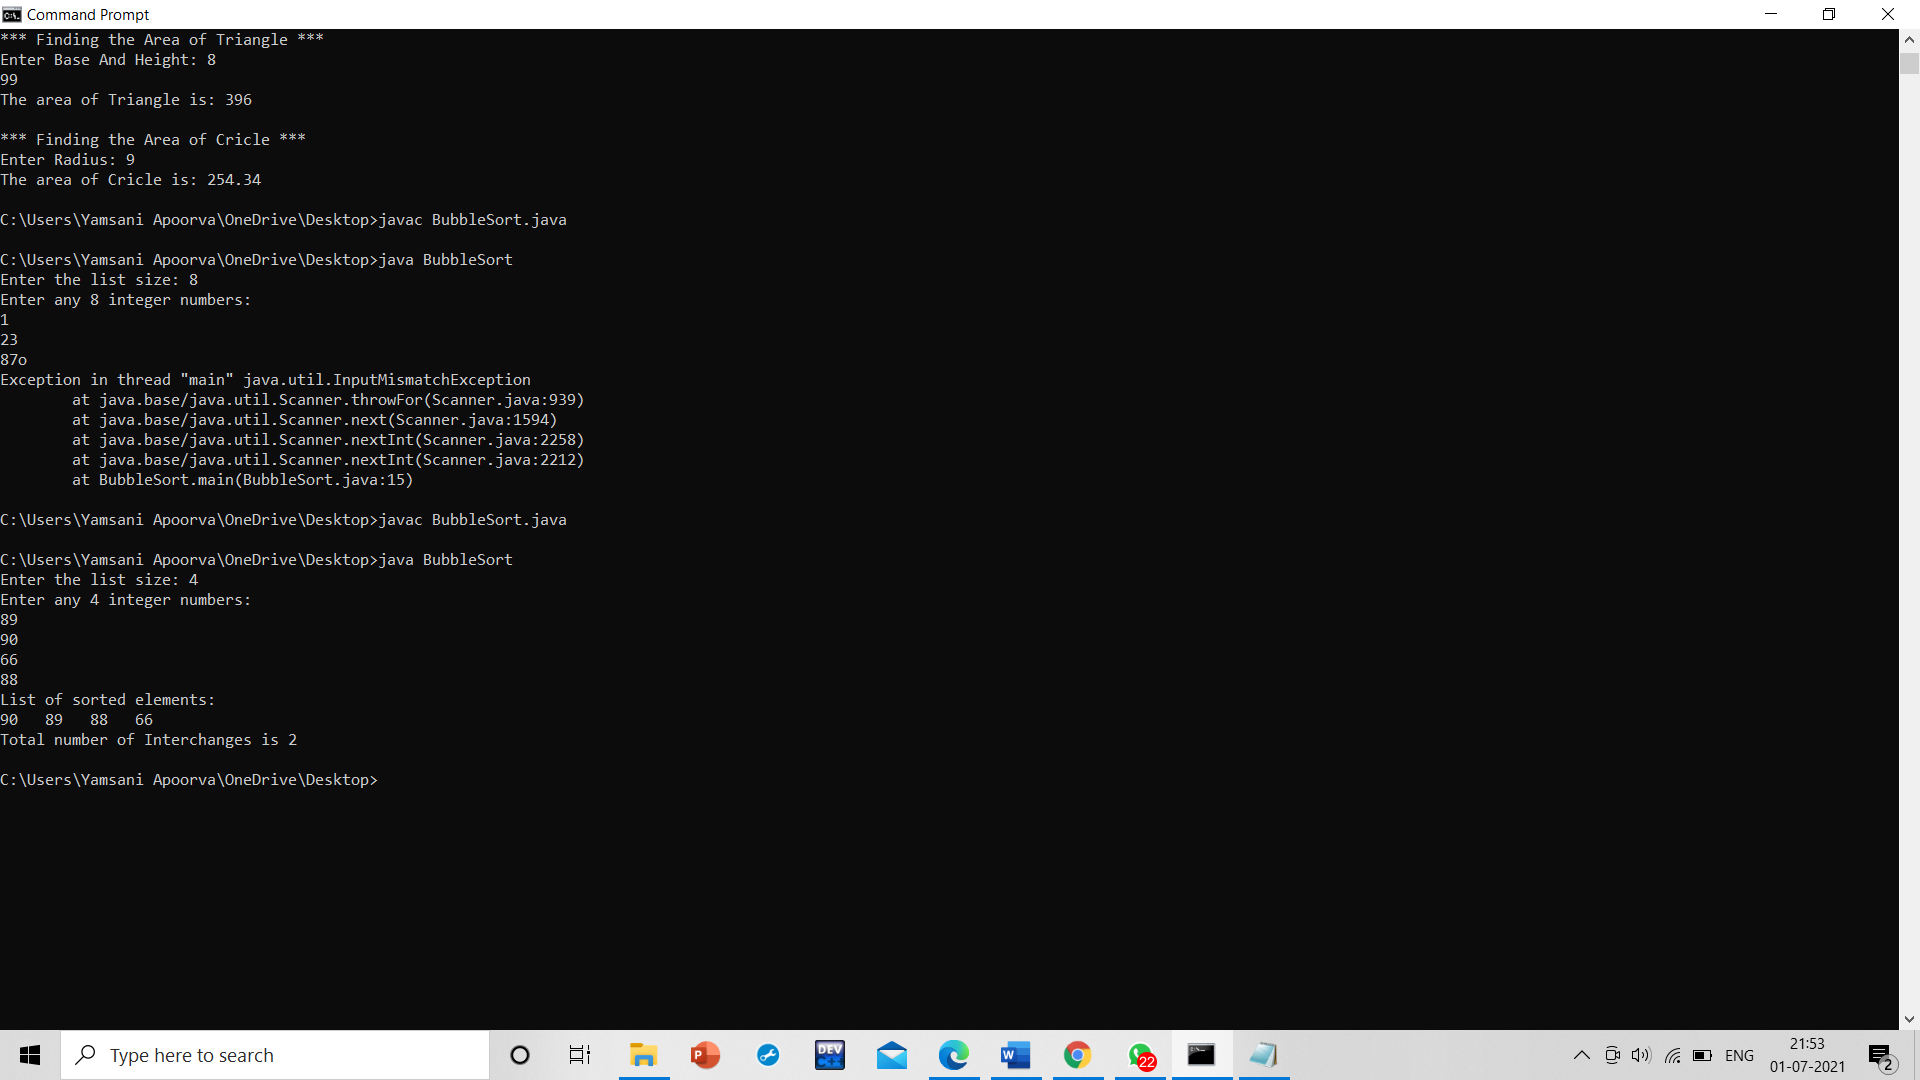 Command Prompt
*** Finding the Area of Triangle ***
Enter Base And Height: 8
99
The area of Triangle is: 396

*** Finding the Area of Cricle ***
Enter Radius: 9
The area of Cricle is: 254.34

C:\Users\Yamsani Apoorva\OneDrive\Desktop>javac BubbleSort.java

C:\Users\Yamsani Apoorva\OneDrive\Desktop>java BubbleSort
Enter the list size: 8
Enter any 8 integer numbers:
1
23
87o
Exception in thread "main" java.util.InputMismatchException
        at java.base/java.util.Scanner.throwFor(Scanner.java:939)
        at java.base/java.util.Scanner.next(Scanner.java:1594)
        at java.base/java.util.Scanner.nextInt(Scanner.java:2258)
        at java.base/java.util.Scanner.nextInt(Scanner.java:2212)
        at BubbleSort.main(BubbleSort.java:15)

C:\Users\Yamsani Apoorva\OneDrive\Desktop>javac BubbleSort.java

C:\Users\Yamsani Apoorva\OneDrive\Desktop>java BubbleSort
Enter the list size: 4
Enter any 4 integer numbers:
89
90
66
88
List of sorted elements:
90   89   88   66
Total number of Interchanges is 2

C:\Users\Yamsani Apoorva\OneDrive\Desktop>
Type here to search
P
DEV
C++
W
22
ENG
21:53
01-07-2021
2